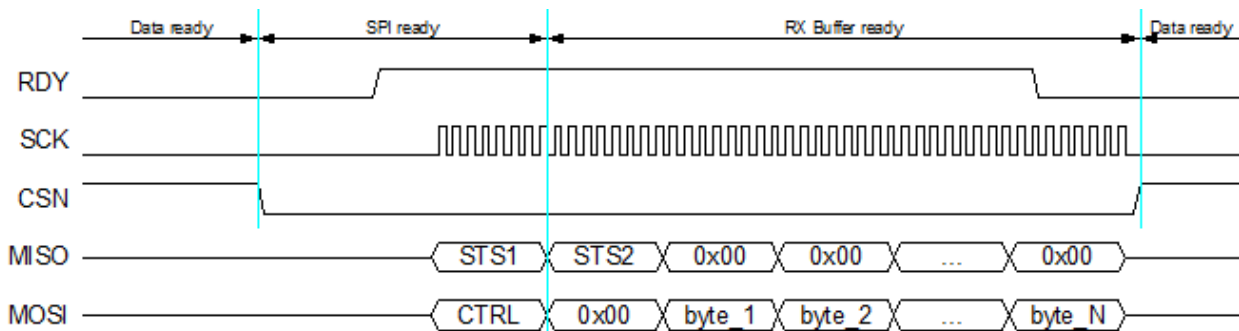 Data ready SPI ready RX Buffer ready Data ready
RDY
SCK
CSN
MISO STS1 STS2 0x00 0x00 ... 0x00
MOSI CTRL 0x00 byte_1 byte_2 ... byte_N